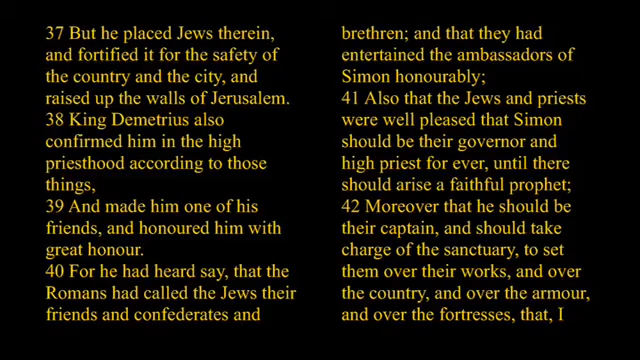 37 But he placed Jews therein,
and fortified it for the safety of
the country and the city, and
raised up the walls of Jerusalem.
38 King Demetrius also
confirmed him in the high
priesthood according to those
things,
39 And made him one of his
friends, and honoured him with
great honour.
40 For he had heard say, that the
Romans had called the Jews their
friends and confederates and
brethren; and that they had
entertained the ambassadors of
Simon honourably;
41 Also that the Jews and priests
were well pleased that Simon
should be their governor and
high priest for ever, until there
should arise a faithful prophet;
42 Moreover that he should be
their captain, and should take
charge of the sanctuary, to set
them over their works, and over
the country, and over the armour,
and over the fortresses, that, I